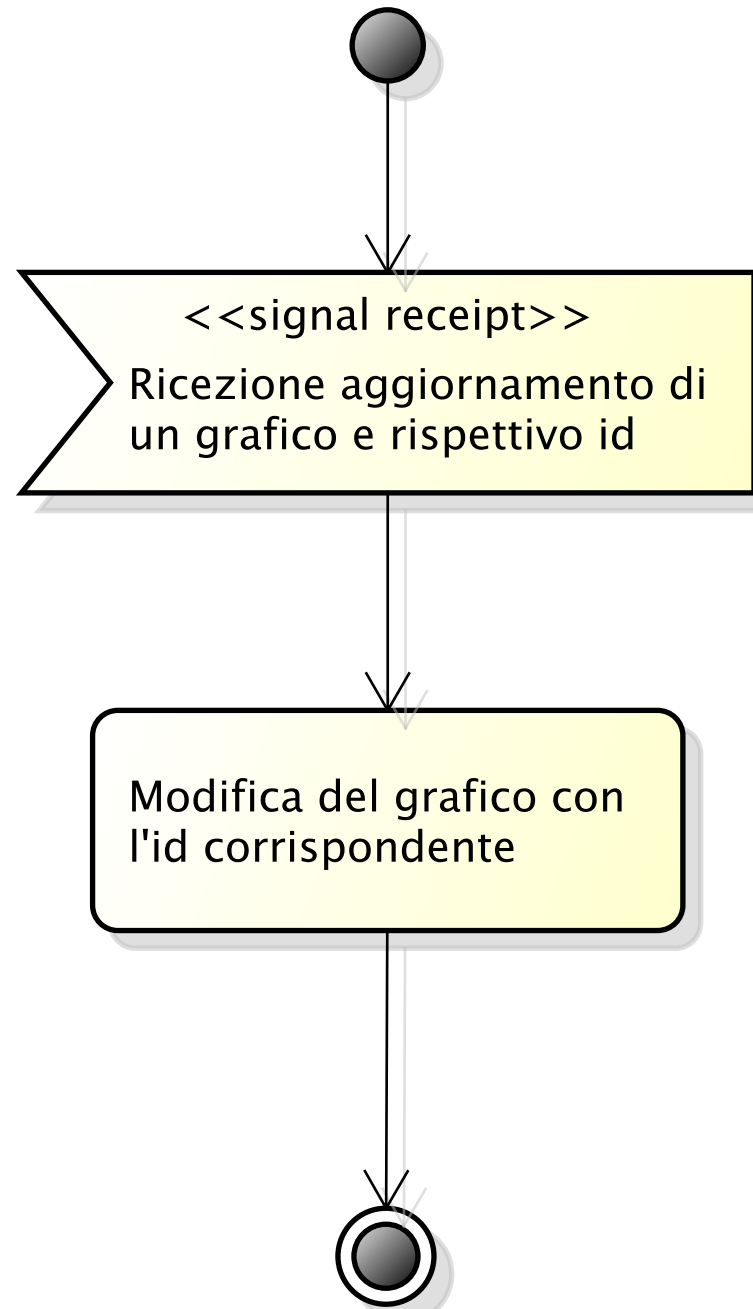 <<signal receipt>>
Ricezione aggiornamento di
un grafico e rispettivo id
Modifica del grafico con
l'id corrispondente